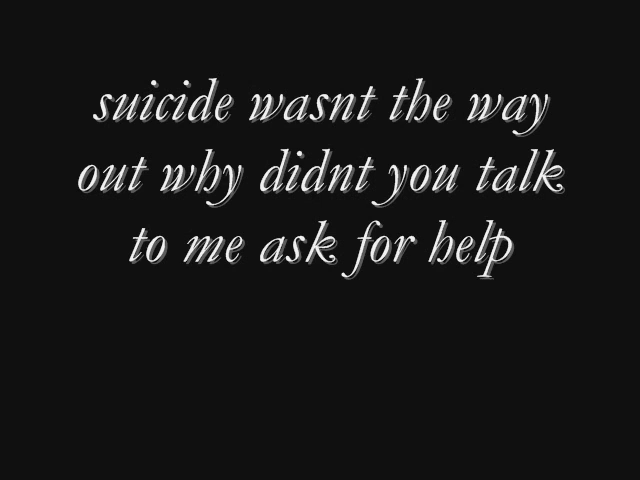 suicide wasnt the way
out why didnt you talk
to me ask for help